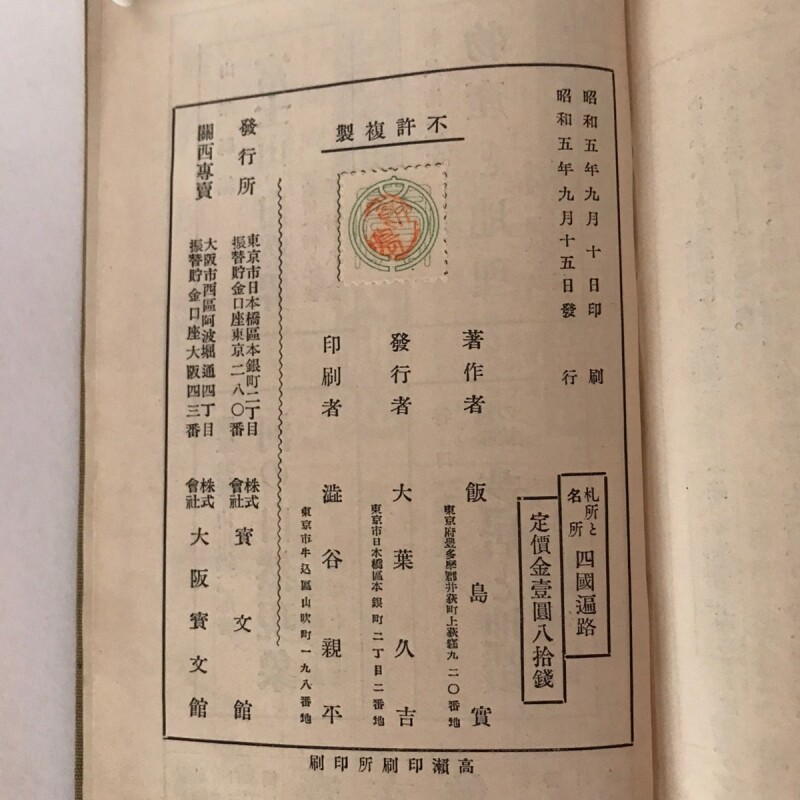 昭和五年九月十日印刷
昭和五年九月十五日發行
札所と名所 四國遍路
定價金壹圓八拾錢
不許複製
著作者 飯島實
東京府豊多摩郡井荻町上荻窪九二〇番地
發行者 大葉久吉
東京市日本橋區本銀町二丁目二番地
印刷者 澁谷親平
東京市牛込區山吹町一九八番地
發行所
東京市日本橋區本銀町二丁目
振替貯金口座東京二八〇番
株式會社 寳文館
關西專賣
大阪市西區阿波堀通四丁目
振替貯金口座大阪四三番
株式會社 大阪寳文館
高瀬印刷所印刷